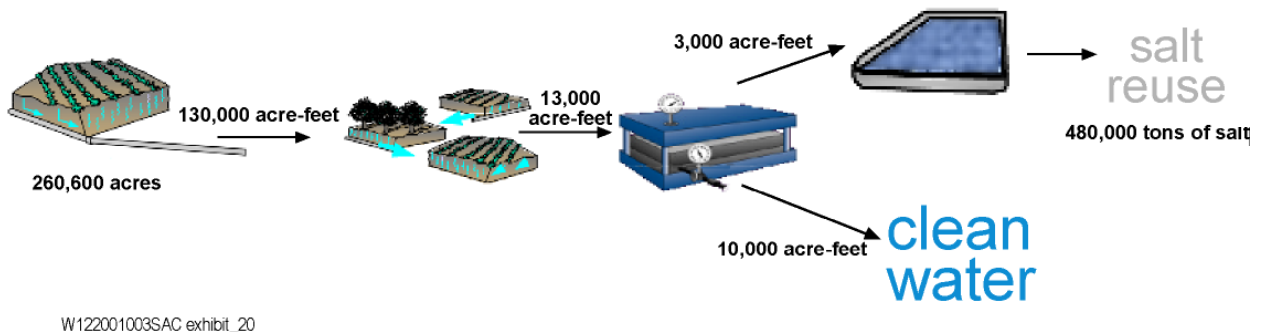 3,000 acre-feet
salt
reuse
480,000 tons of salt
130,000 acre-feet
13,000
acre-feet
260,600 acres
10,000 acre-feet
clean
water
W122001003SAC exhibit_20